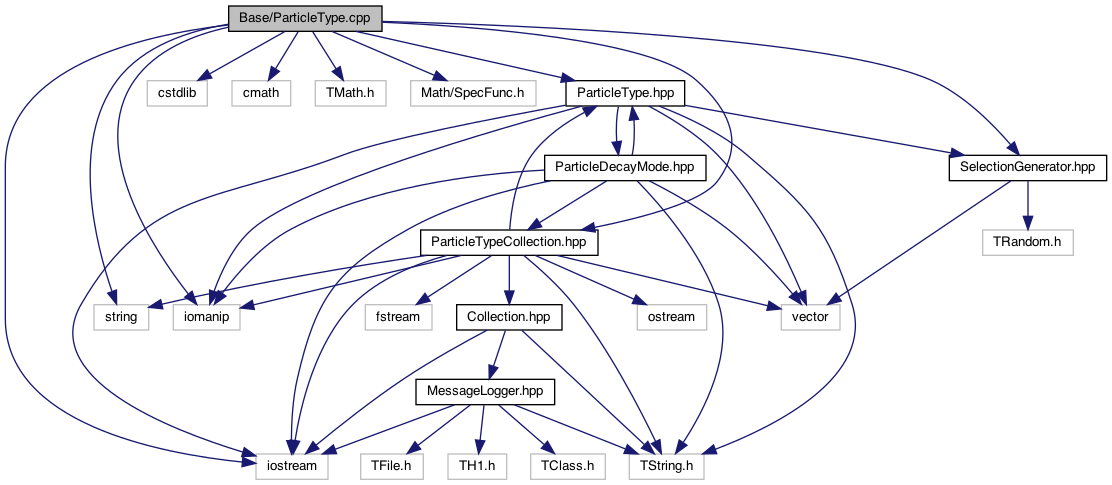 Base/ParticleType.cpp
cstdlib
cmath
TMath.h
Math/SpecFunc.h
ParticleType.hpp
ParticleDecayMode.hpp
SelectionGenerator.hpp
ParticleTypeCollection.hpp
TRandom.h
string
iomanip
fstream
Collection.hpp
ostream
vector
MessageLogger.hpp
iostream
TFile.h
TH1.h
TClass.h
TString.h